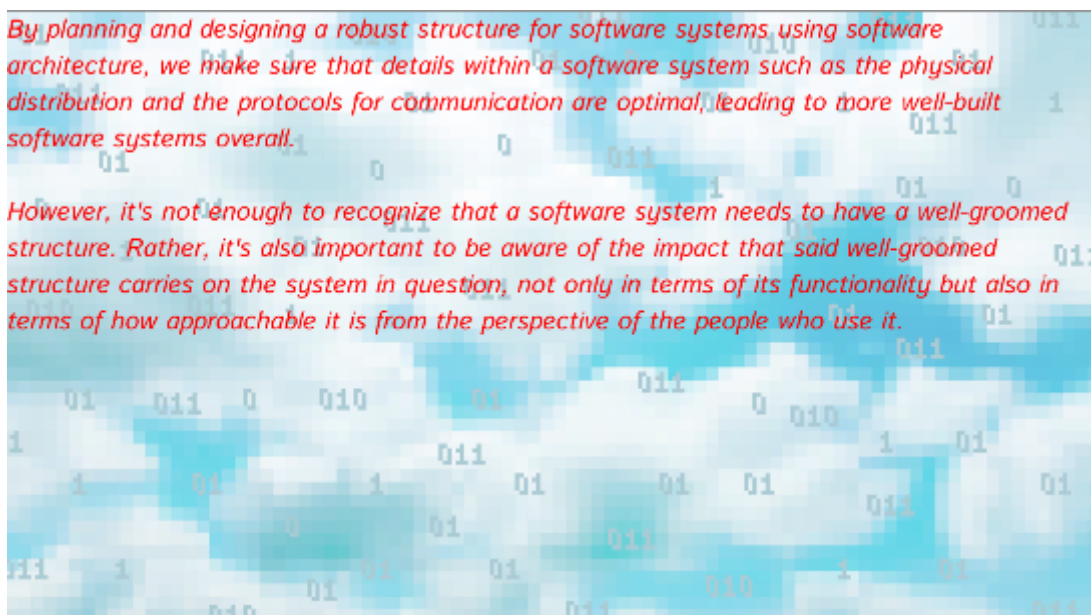 By planning and designing a robust structure for software systems using software
architecture, we make sure that details within a software system such as the physical
distribution and the protocols for communication are optimal, leading to more well-built
software systems overall.
However, it's not enough to recognize that a software system needs to have a well-groomed
structure. Rather, it's also important to be aware of the impact that said well-groomed
structure carries on the system in question, not only in terms of its functionality but also in
terms of how approachable it is from the perspective of the people who use it.